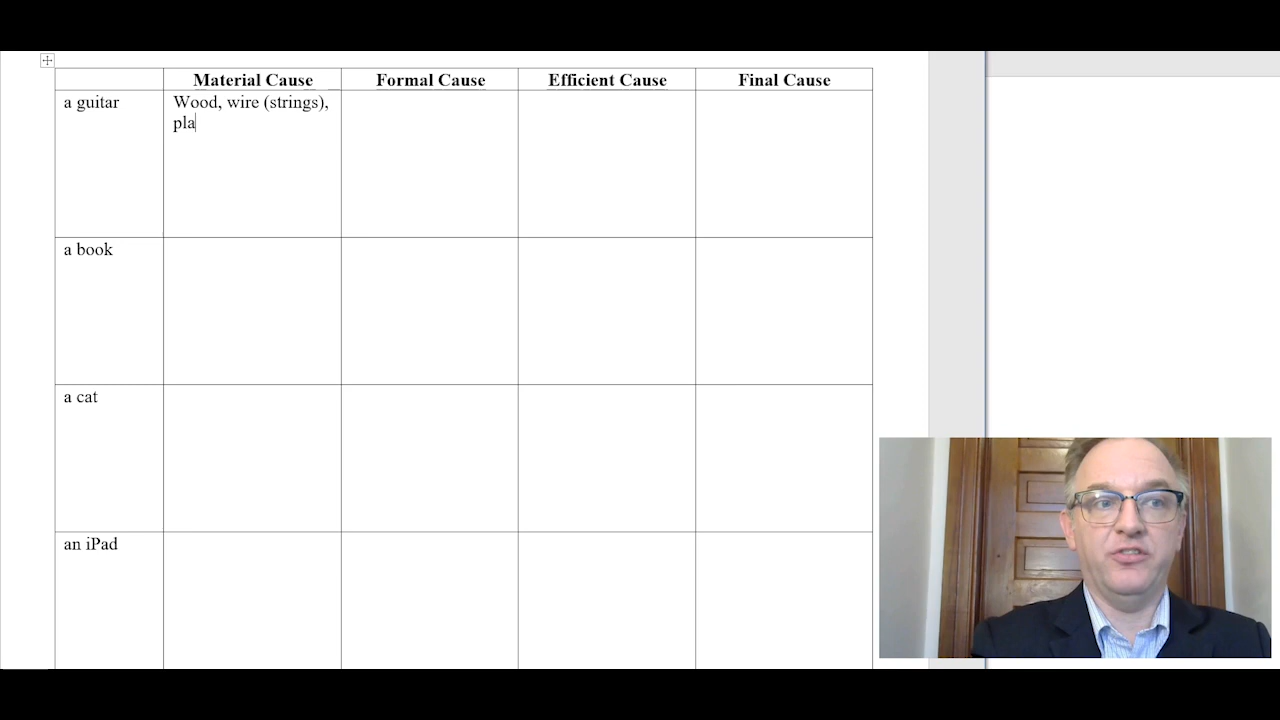 Material Cause Formal Cause Efficient Cause Final Cause
a guitar Wood, wire (strings),
pla
a book
a cat
an iPad